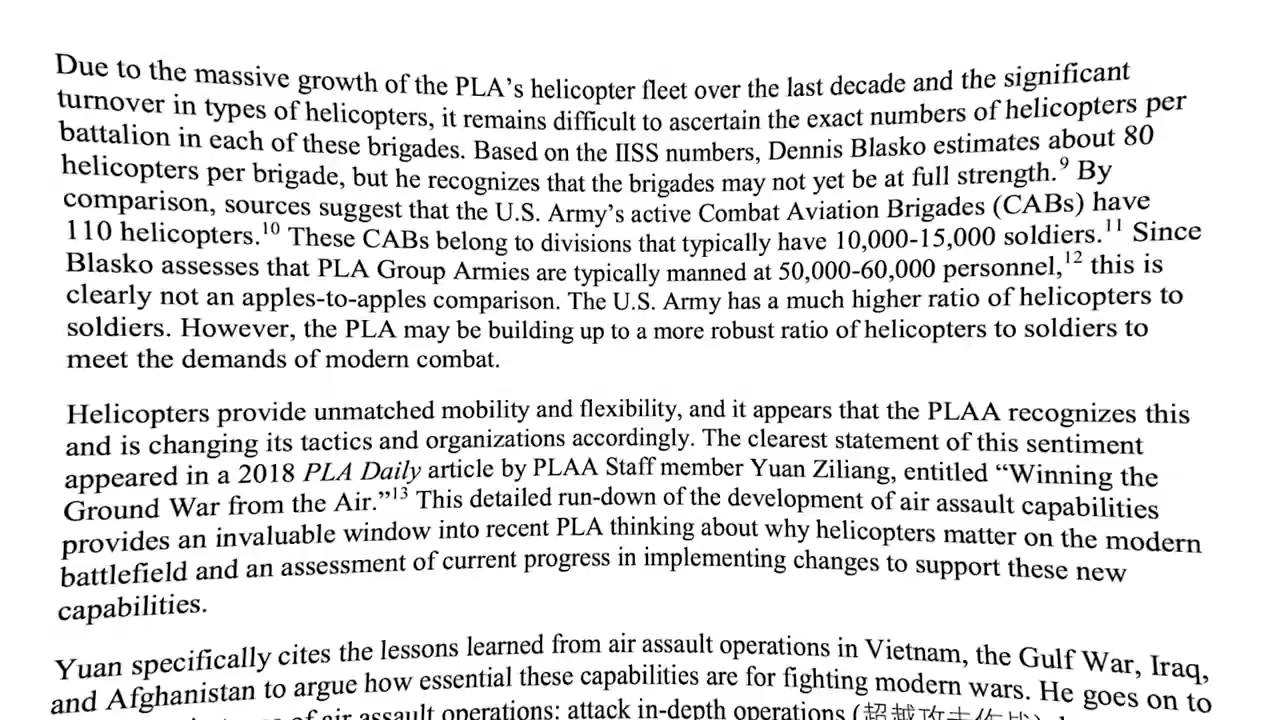 Due to the massive growth of the PLA's helicopter fleet over the last decade and the significant
turnover in types of helicopters, it remains difficult to ascertain the exact numbers of helicopters per
battalion in each of these brigades. Based on the IISS numbers, Dennis Blasko estimates about 80
helicopters per brigade, but he recognizes that the brigades may not yet be at full strength.⁹ By
comparison, sources suggest that the U.S. Army's active Combat Aviation Brigades (CABs) have
110 helicopters.¹⁰ These CABs belong to divisions that typically have 10,000-15,000 soldiers.¹¹ Since
Blasko assesses that PLA Group Armies are typically manned at 50,000-60,000 personnel,¹² this is
clearly not an apples-to-apples comparison. The U.S. Army has a much higher ratio of helicopters to
soldiers. However, the PLA may be building up to a more robust ratio of helicopters to soldiers to
meet the demands of modern combat.
Helicopters provide unmatched mobility and flexibility, and it appears that the PLAA recognizes this
and is changing its tactics and organizations accordingly. The clearest statement of this sentiment
appeared in a 2018 PLA Daily article by PLAA Staff member Yuan Ziliang, entitled “Winning the
Ground War from the Air.”¹³ This detailed run-down of the development of air assault capabilities
provides an invaluable window into recent PLA thinking about why helicopters matter on the modern
battlefield and an assessment of current progress in implementing changes to support these new
capabilities.
Yuan specifically cites the lessons learned from air assault operations in Vietnam, the Gulf War, Iraq,
and Afghanistan to argue how essential these capabilities are for fighting modern wars. He goes on to
of air assault operations: attack in-depth operations (超越攻击作战)